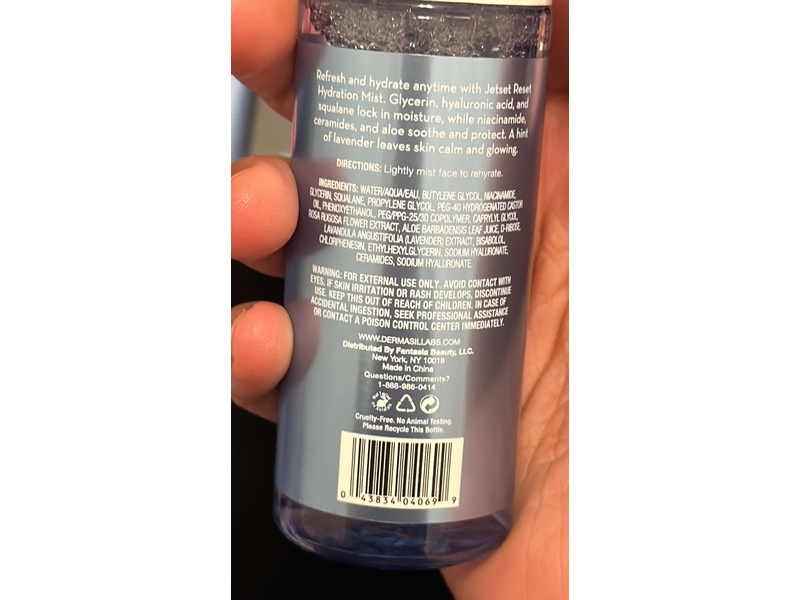 Refresh and hydrate anytime with Jetset Reset
Hydration Mist. Glycerin, hyaluronic acid, and
squalane lock in moisture, while niacinamide,
ceramides, and aloe soothe and protect. A hint
of lavender leaves skin calm and glowing.
DIRECTIONS: Lightly mist face to rehyrate.
INGREDIENTS: WATER/AQUA/EAU, BUTYLENE GLYCOL, NIACINAMIDE,
GLYCERIN, SQUALANE, PROPYLENE GLYCOL, PEG-40 HYDROGENATED CASTOR
OIL, PHENOXYETHANOL, PEG/PPG-25/30 COPOLYMER, CAPRYLYL GLYCOL,
ROSA RUGOSA FLOWER EXTRACT, ALOE BARBADENSIS LEAF JUICE, D-RIBOSE,
LAVANDULA ANGUSTIFOLIA (LAVENDER) EXTRACT, BISABOLOL,
CHLORPHENESIN, ETHYLHEXYLGLYCERIN, SODIUM HYALURONATE,
CERAMIDES, SODIUM HYALURONATE.
WARNING: FOR EXTERNAL USE ONLY. AVOID CONTACT WITH
EYES. IF SKIN IRRITATION OR RASH DEVELOPS, DISCONTINUE
USE. KEEP THIS OUT OF REACH OF CHILDREN. IN CASE OF
ACCIDENTAL INGESTION, SEEK PROFESSIONAL ASSISTANCE
OR CONTACT A POISON CONTROL CENTER IMMEDIATELY.
WWW.DERMASILLABS.COM
Distributed By Fantasia Beauty, LLC.
New York, NY 10018
Made in China
Questions/Comments?
1-888-986-0414
Cruelty-Free. No Animal Testing.
Please Recycle This Bottle.
0 43834 04069 9